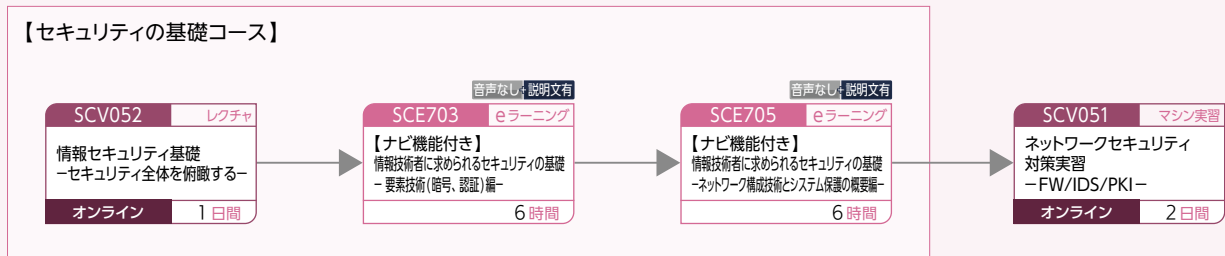 【セキュリティの基礎コース】
SCV052 レクチャ
情報セキュリティ基礎
−セキュリティ全体を俯瞰する−
オンライン 1日間
音声なし+説明文有
SCE703 eラーニング
【ナビ機能付き】
情報技術者に求められるセキュリティの基礎
−要素技術(暗号、認証)編−
6時間
音声なし+説明文有
SCE705 eラーニング
【ナビ機能付き】
情報技術者に求められるセキュリティの基礎
−ネットワーク構成技術とシステム保護の概要編−
6時間
SCV051 マシン実習
ネットワークセキュリティ
対策実習
−FW/IDS/PKI−
オンライン 2日間